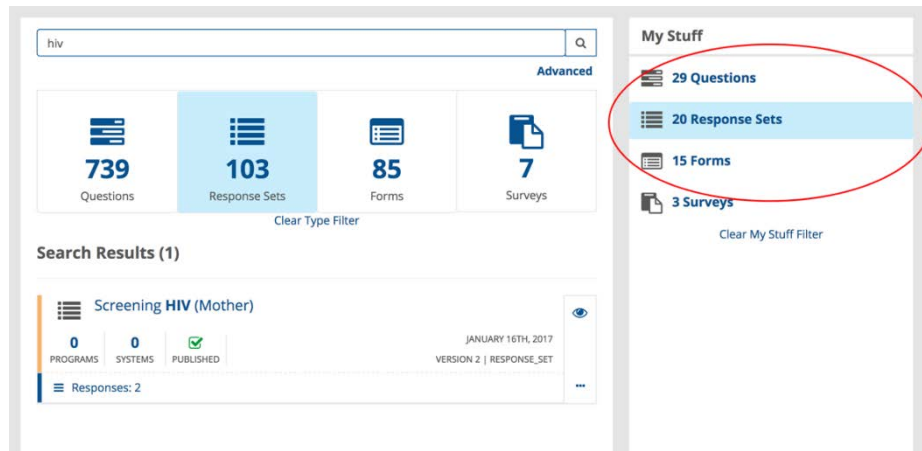 hiv
Advanced
739
Questions
103
Response Sets
85
Forms
7
Surveys
Clear Type Filter
Search Results (1)
Screening HIV (Mother)
0
PROGRAMS
0
SYSTEMS
PUBLISHED
JANUARY 16TH, 2017
VERSION 2 | RESPONSE_SET
Responses: 2
My Stuff
29 Questions
20 Response Sets
15 Forms
3 Surveys
Clear My Stuff Filter